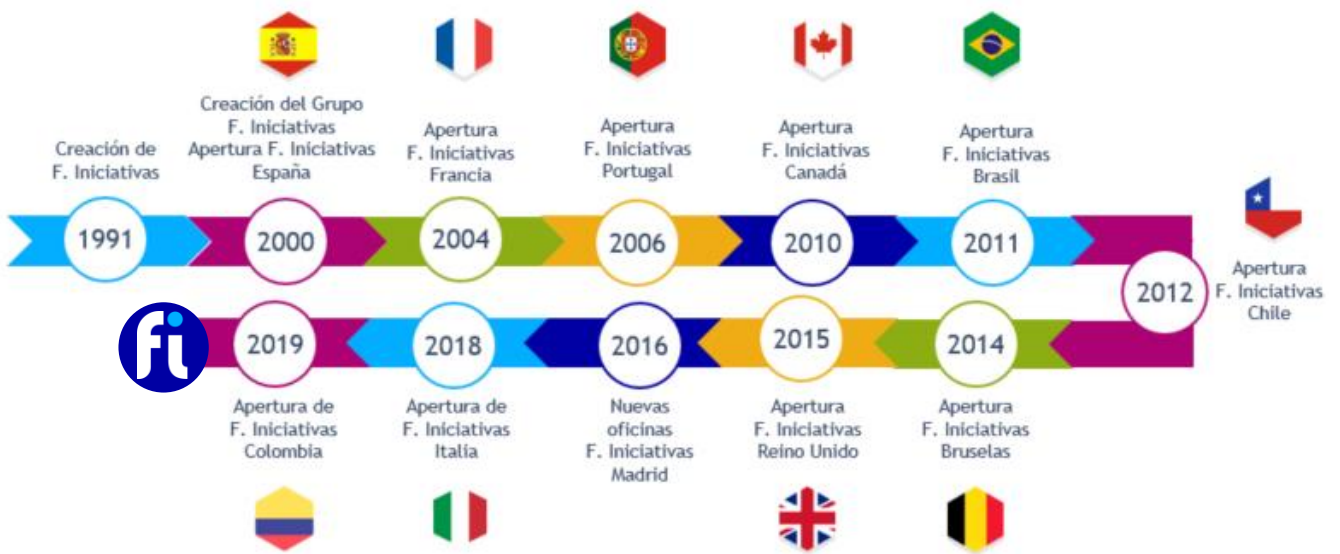 Creación de
F. Iniciativas
1991
Creación del Grupo
F. Iniciativas
Apertura F. Iniciativas
España
2000
Apertura
F. Iniciativas
Francia
2004
Apertura
F. Iniciativas
Portugal
2006
Apertura
F. Iniciativas
Canadá
2010
Apertura
F. Iniciativas
Brasil
2011
2012
Apertura
F. Iniciativas
Chile
2014
Apertura
F. Iniciativas
Bruselas
2015
Apertura
F. Iniciativas
Reino Unido
2016
Nuevas
oficinas
F. Iniciativas
Madrid
2018
Apertura de
F. Iniciativas
Italia
2019
Apertura de
F. Iniciativas
Colombia
fi